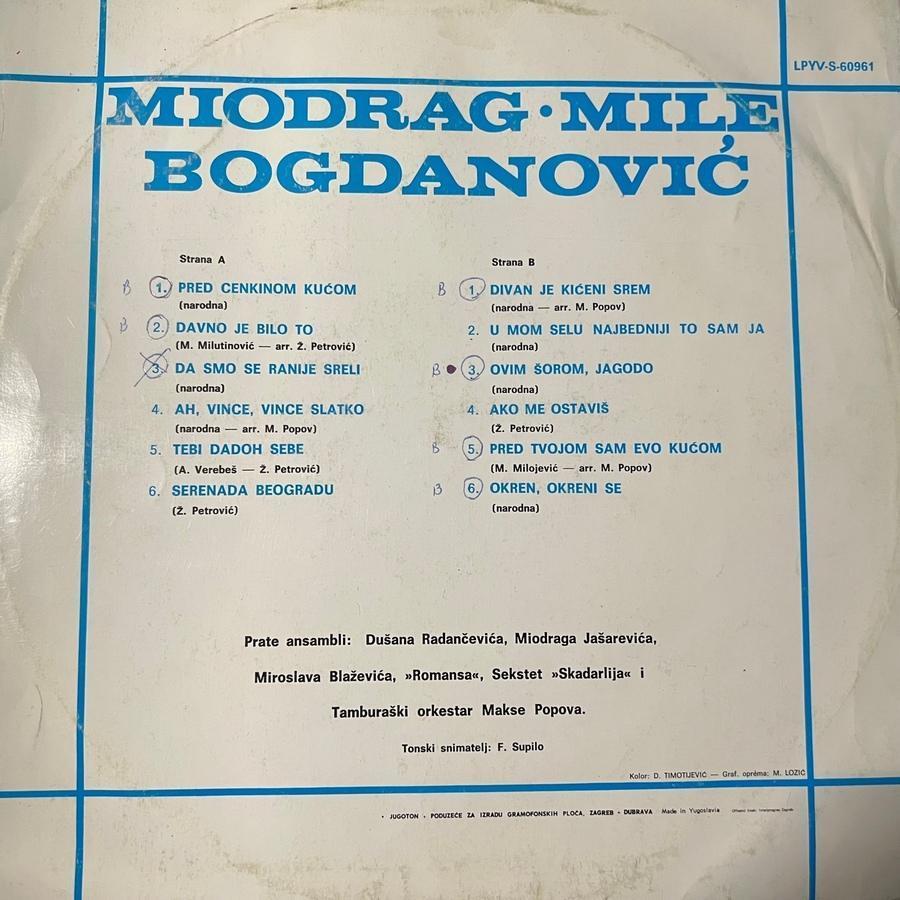 LPYV-S-60961
MIODRAG·MILE
BOGDANOVIĆ
Strana A
B 1. PRED CENKINOM KUĆOM
(narodna)
B 2. DAVNO JE BILO TO
(M. Milutinović — arr. Ž. Petrović)
3. DA SMO SE RANIJE SRELI
(narodna)
4. AH, VINCE, VINCE SLATKO
(narodna — arr. M. Popov)
5. TEBI DADOH SEBE
(A. Verebeš — Ž. Petrović)
6. SERENADA BEOGRADU
(Ž. Petrović)
Strana B
B 1. DIVAN JE KIĆENI SREM
(narodna — arr. M. Popov)
2. U MOM SELU NAJBEDNIJI TO SAM JA
(narodna)
B 3. OVIM ŠOROM, JAGODO
(narodna)
4. AKO ME OSTAVIŠ
(Ž. Petrović)
B 5. PRED TVOJOM SAM EVO KUĆOM
(M. Milojević — arr. M. Popov)
B 6. OKREN, OKRENI SE
(narodna)
Prate ansambli: Dušana Radančevića, Miodraga Jašarevića,
Miroslava Blaževića, »Romansa«, Sekstet »Skadarlija« i
Tamburaški orkestar Makse Popova.
Tonski snimatelj: F. Supilo
Kolor: D. TIMOTIJEVIĆ — Graf. opréma: M. LOZIĆ
• JUGOTON • PODUZEĆE ZA IZRADU GRAMOFONSKIH PLOČA, ZAGREB - DUBRAVA Made in Yugoslavia